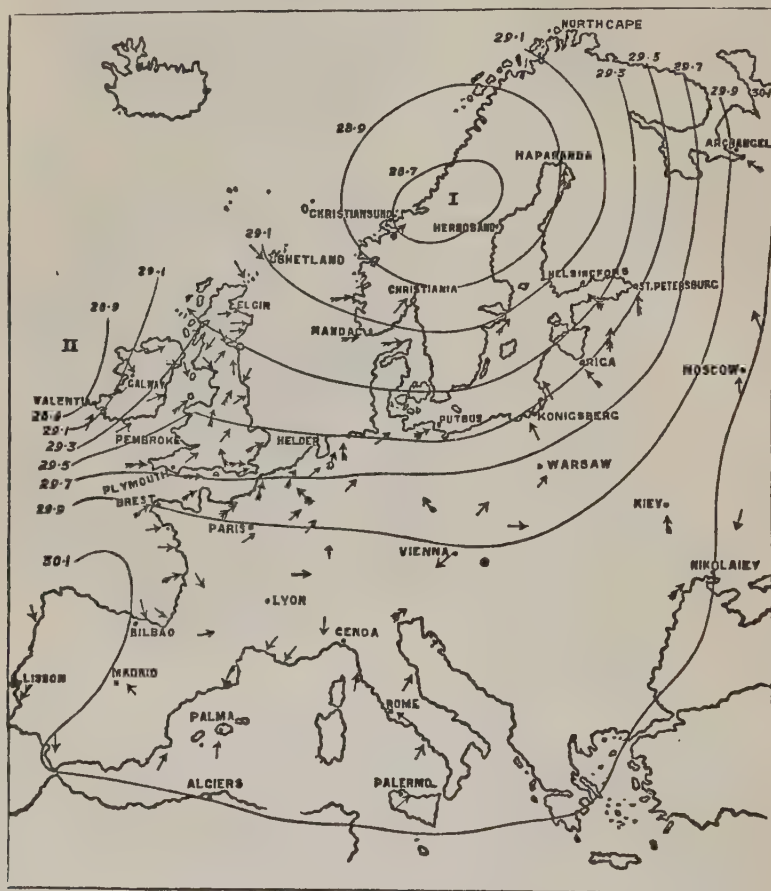 NORTH CAPE
29.1
29.5
29.3
29.7
29.9
30.1
ARCHANGEL
28.9
HAPARANDA
28.7
I
CHRISTIANSUND
HERNOSAND
29.1
SHETLAND
29.1
HELSINGFORS
ST. PETERSBURG
CHRISTIANIA
28.9
ELGIN
MANDAL
II
RIGA
MOSCOW
GALWAY
VALENTIA
28.9
PUTBUS
KONIGSBERG
29.1
PEMBROKE
HELDER
29.3
29.5
WARSAW
29.7
PLYMOUTH
29.9
BREST
KIEV
PARIS
VIENNA
30.1
NIKOLAIEV
LYON
BILBAO
GENOA
LISBON
MADRID
ROME
PALMA
ALGIERS
PALERMO